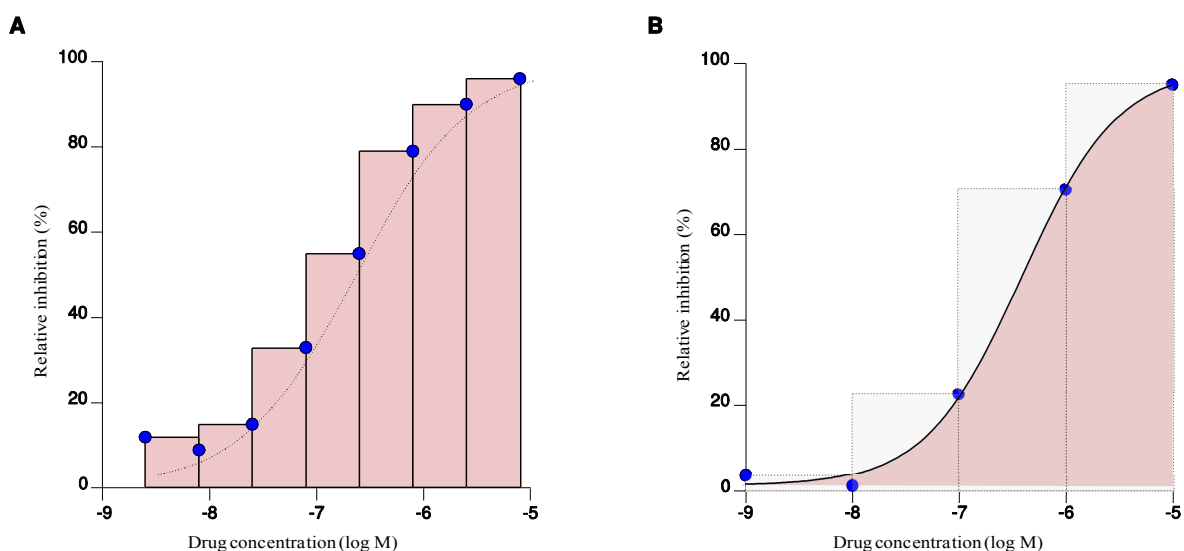 A
100
80
60
40
20
0
Relative inhibition (%)
-9 -8 -7 -6 -5
Drug concentration (log M)
B
100
80
60
40
20
0
Relative inhibition (%)
-9 -8 -7 -6 -5
Drug concentration (log M)